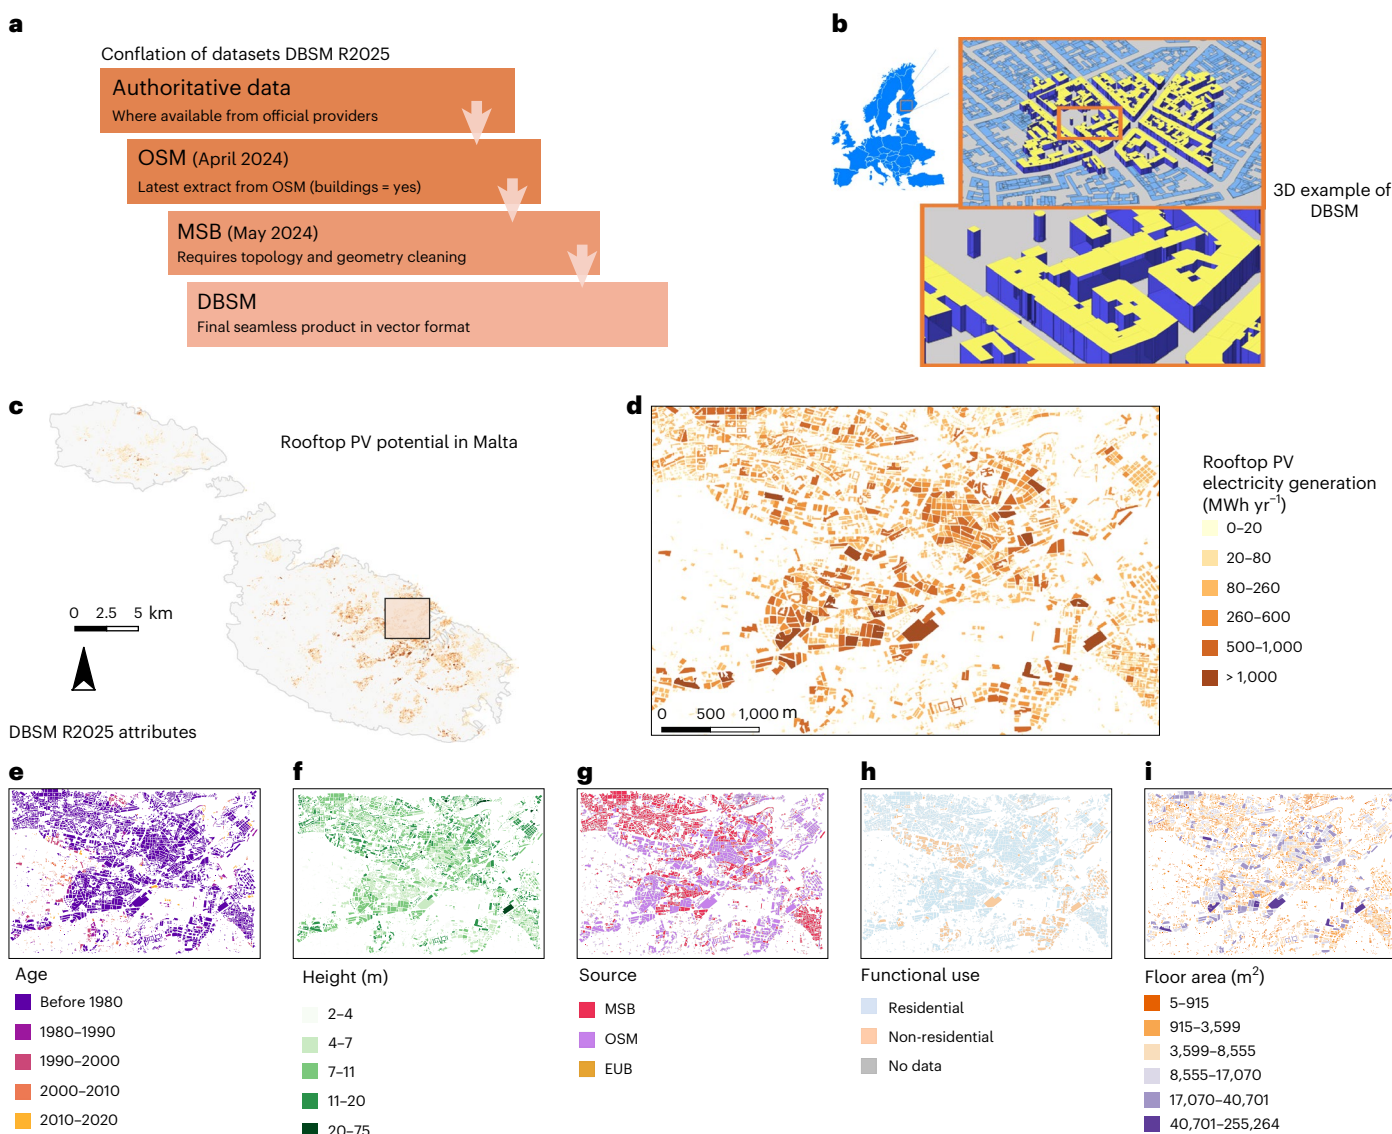 a
Conflation of datasets DBSM R2025
Authoritative data
Where available from official providers
OSM (April 2024)
Latest extract from OSM (buildings = yes)
MSB (May 2024)
Requires topology and geometry cleaning
DBSM
Final seamless product in vector format
b
3D example of
DBSM
c
Rooftop PV potential in Malta
0 2.5 5 km
DBSM R2025 attributes
d
0 500 1,000 m
Rooftop PV
electricity generation
(MWh yr⁻¹)
0–20
20–80
80–260
260–600
500–1,000
> 1,000
e
Age
Before 1980
1980–1990
1990–2000
2000–2010
2010–2020
f
Height (m)
2–4
4–7
7–11
11–20
20–75
g
Source
MSB
OSM
EUB
h
Functional use
Residential
Non-residential
No data
i
Floor area (m²)
5–915
915–3,599
3,599–8,555
8,555–17,070
17,070–40,701
40,701–255,264